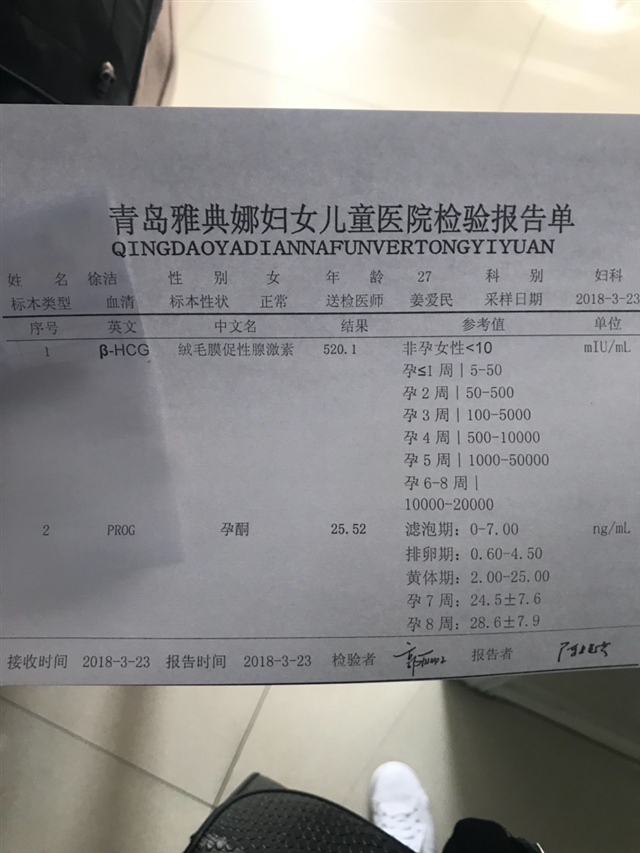 青岛雅典娜妇女儿童医院检验报告单
QINGDAOYADIANNAFUNVERTONGYIYUAN
姓 名 徐洁 性 别 女 年 龄 27 科 别 妇科
标本类型 血清 标本性状 正常 送检医师 姜爱民 采样日期 2018-3-23
序号 英文 中文名 结果 参考值 单位
1 β-HCG 绒毛膜促性腺激素 520.1 非孕女性<10 mIU/mL
孕≤1 周| 5-50
孕 2 周| 50-500
孕 3 周| 100-5000
孕 4 周| 500-10000
孕 5 周| 1000-50000
孕 6-8 周|
10000-20000
2 PROG 孕酮 25.52 滤泡期: 0-7.00 ng/mL
排卵期: 0.60-4.50
黄体期: 2.00-25.00
孕 7 周: 24.5±7.6
孕 8 周: 28.6±7.9
接收时间 2018-3-23 报告时间 2018-3-23 检验者 报告者